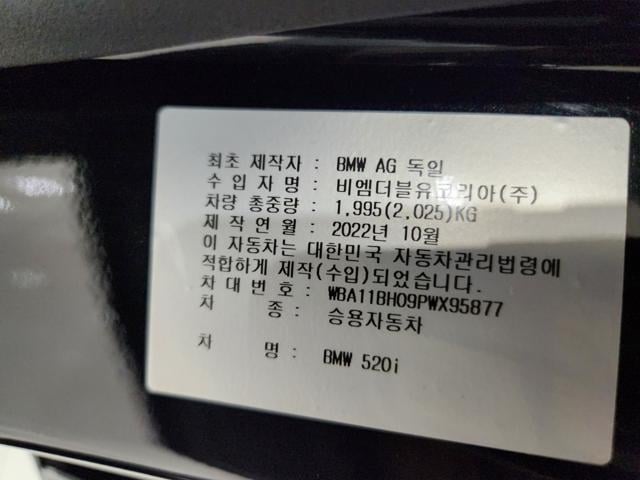 최초 제작자 : BMW AG 독일
수 입 자 명 : 비엠더블유코리아(주)
차량 총중량 : 1,995(2,025)KG
제 작 연 월 : 2022년 10월
이 자동차는 대한민국 자동차관리법령에
적합하게 제작(수입)되었습니다.
차 대 번 호 : WBA11BH09PWX95877
차 종 : 승용자동차
차 명 : BMW 520i